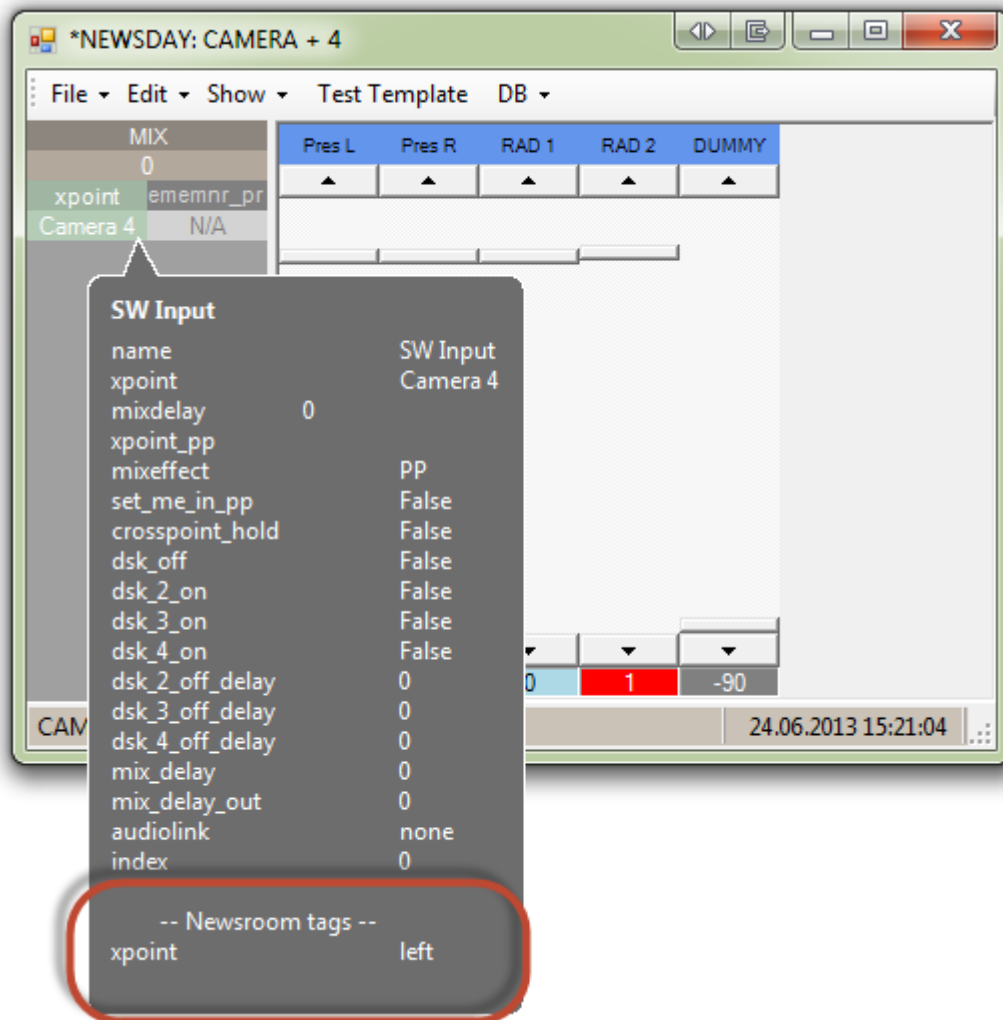 *NEWSDAY: CAMERA + 4
File Edit Show Test Template DB
MIX
0
xpoint ememnr_pr
Camera 4 N/A
Pres L Pres R RAD 1 RAD 2 DUMMY
SW Input
name SW Input
xpoint Camera 4
mixdelay 0
xpoint_pp
mixeffect PP
set_me_in_pp False
crosspoint_hold False
dsk_off False
dsk_2_on False
dsk_3_on False
dsk_4_on False
dsk_2_off_delay 0
dsk_3_off_delay 0
dsk_4_off_delay 0
mix_delay 0
mix_delay_out 0
audiolink none
index 0
-- Newsroom tags --
xpoint left
0 1 -90
CAM 24.06.2013 15:21:04